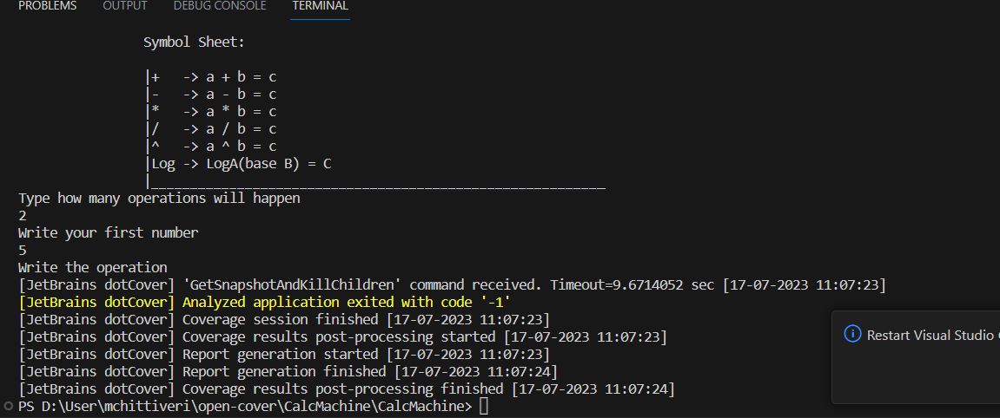 PROBLEMS OUTPUT DEBUG CONSOLE TERMINAL
Symbol Sheet:
|+ -> a + b = c
|- -> a - b = c
|* -> a * b = c
|/ -> a / b = c
|^ -> a ^ b = c
|Log -> LogA(base B) = C
|__________________________________________________________
Type how many operations will happen
2
Write your first number
5
Write the operation
[JetBrains dotCover] 'GetSnapshotAndKillChildren' command received. Timeout=9.6714052 sec [17-07-2023 11:07:23]
[JetBrains dotCover] Analyzed application exited with code '-1'
[JetBrains dotCover] Coverage session finished [17-07-2023 11:07:23]
[JetBrains dotCover] Coverage results post-processing started [17-07-2023 11:07:23]
[JetBrains dotCover] Report generation started [17-07-2023 11:07:23]
[JetBrains dotCover] Report generation finished [17-07-2023 11:07:24]
[JetBrains dotCover] Coverage results post-processing finished [17-07-2023 11:07:24]
PS D:\User\mchittiveri\open-cover\CalcMachine\CalcMachine>
Restart Visual Studio